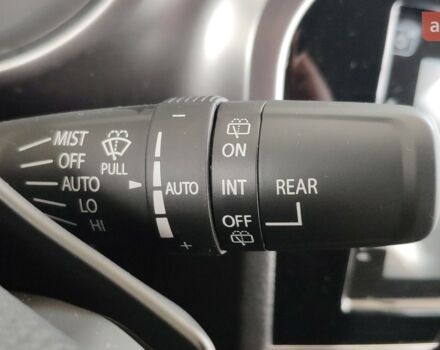 MIST
OFF
AUTO
LO
HI
PULL
−
AUTO
+
ON
INT
OFF
REAR
a